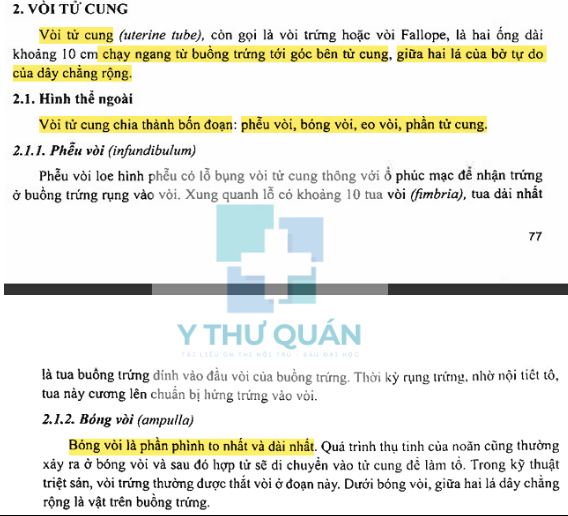 2. VÒI TỬ CUNG
Vòi tử cung (uterine tube), còn gọi là vòi trứng hoặc vòi Fallope, là hai ống dài
khoảng 10 cm chạy ngang từ buồng trứng tới góc bên tử cung, giữa hai lá của bờ tự do
của dây chằng rộng.
2.1. Hình thể ngoài
Vòi tử cung chia thành bốn đoạn: phễu vòi, bóng vòi, eo vòi, phần tử cung.
2.1.1. Phễu vòi (infundibulum)
Phễu vòi loe hình phễu có lỗ bụng vòi tử cung thông với ổ phúc mạc để nhận trứng
ở buồng trứng rụng vào vòi. Xung quanh lỗ có khoảng 10 tua vòi (fimbria), tua dài nhất
77
Y THƯ QUÁN
TÀI LIỆU ÔN THI NỘI TRÚ - SAU ĐẠI HỌC
là tua buồng trứng dính vào đầu vòi của buồng trứng. Thời kỳ rụng trứng, nhờ nội tiết tố,
tua này cương lên chuẩn bị hứng trứng vào vòi.
2.1.2. Bóng vòi (ampulla)
Bóng vòi là phần phình to nhất và dài nhất. Quá trình thụ tinh của noãn cũng thường
xảy ra ở bóng vòi và sau đó hợp tử sẽ di chuyển vào tử cung để làm tổ. Trong kỹ thuật
triệt sản, vòi trứng thường được thắt vòi ở đoạn này. Dưới bóng vòi, giữa hai lá dây chằng
rộng là vật trên buồng trứng.